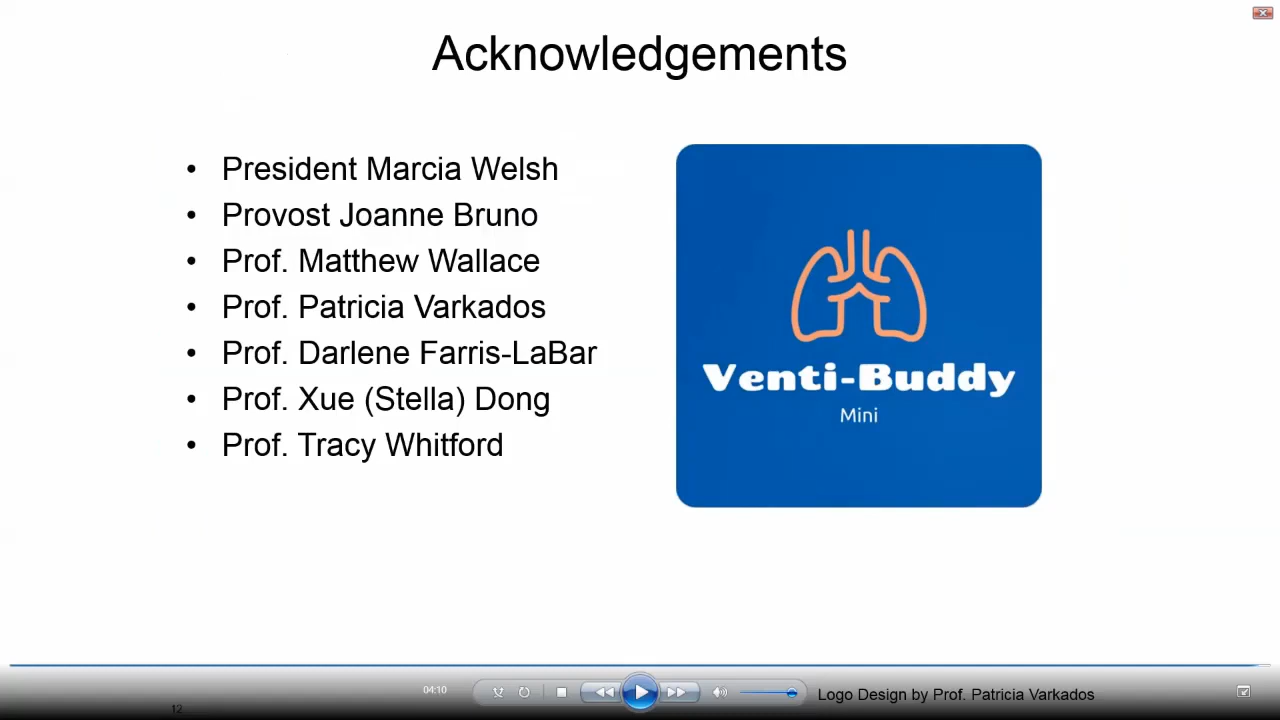 Acknowledgements
• President Marcia Welsh
• Provost Joanne Bruno
• Prof. Matthew Wallace
• Prof. Patricia Varkados
• Prof. Darlene Farris-LaBar
• Prof. Xue (Stella) Dong
• Prof. Tracy Whitford
Venti-Buddy
Mini
04:10
Logo Design by Prof. Patricia Varkados
12